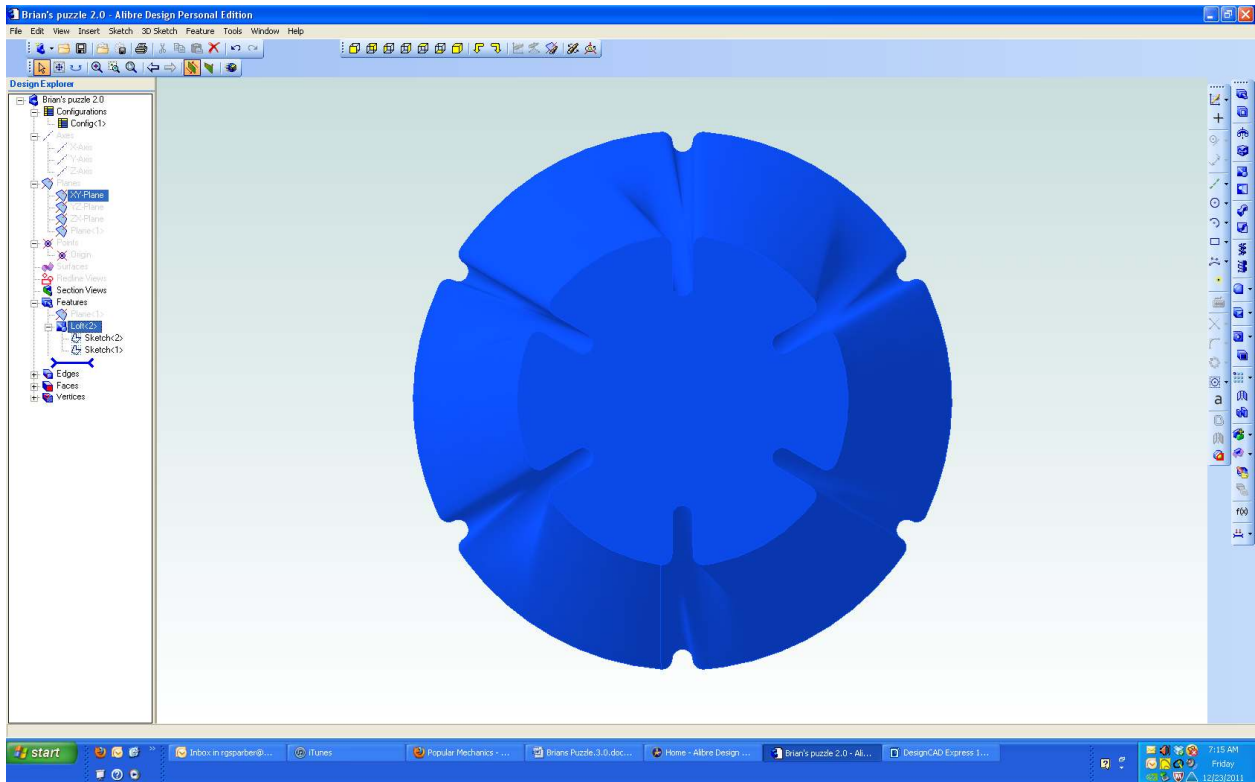 Brian's puzzle 2.0 - Alibre Design Personal Edition
File Edit View Insert Sketch 3D Sketch Feature Tools Window Help
Design Explorer
Brian's puzzle 2.0
Configurations
Config<1>
Axes
X-Axis
Y-Axis
Z-Axis
Planes
XY-Plane
YZ-Plane
ZX-Plane
Plane<1>
Points
Origin
Surfaces
Redline Views
Section Views
Features
Plane<1>
Loft<2>
Sketch<2>
Sketch<1>
Edges
Faces
Vertices
a
f(x)
start
Inbox in rgsparber@...
iTunes
Popular Mechanics - ...
Brians Puzzle.3.0.doc...
Home - Alibre Design ...
Brian's puzzle 2.0 - Ali...
DesignCAD Express 1...
7:15 AM
Friday
12/23/2011